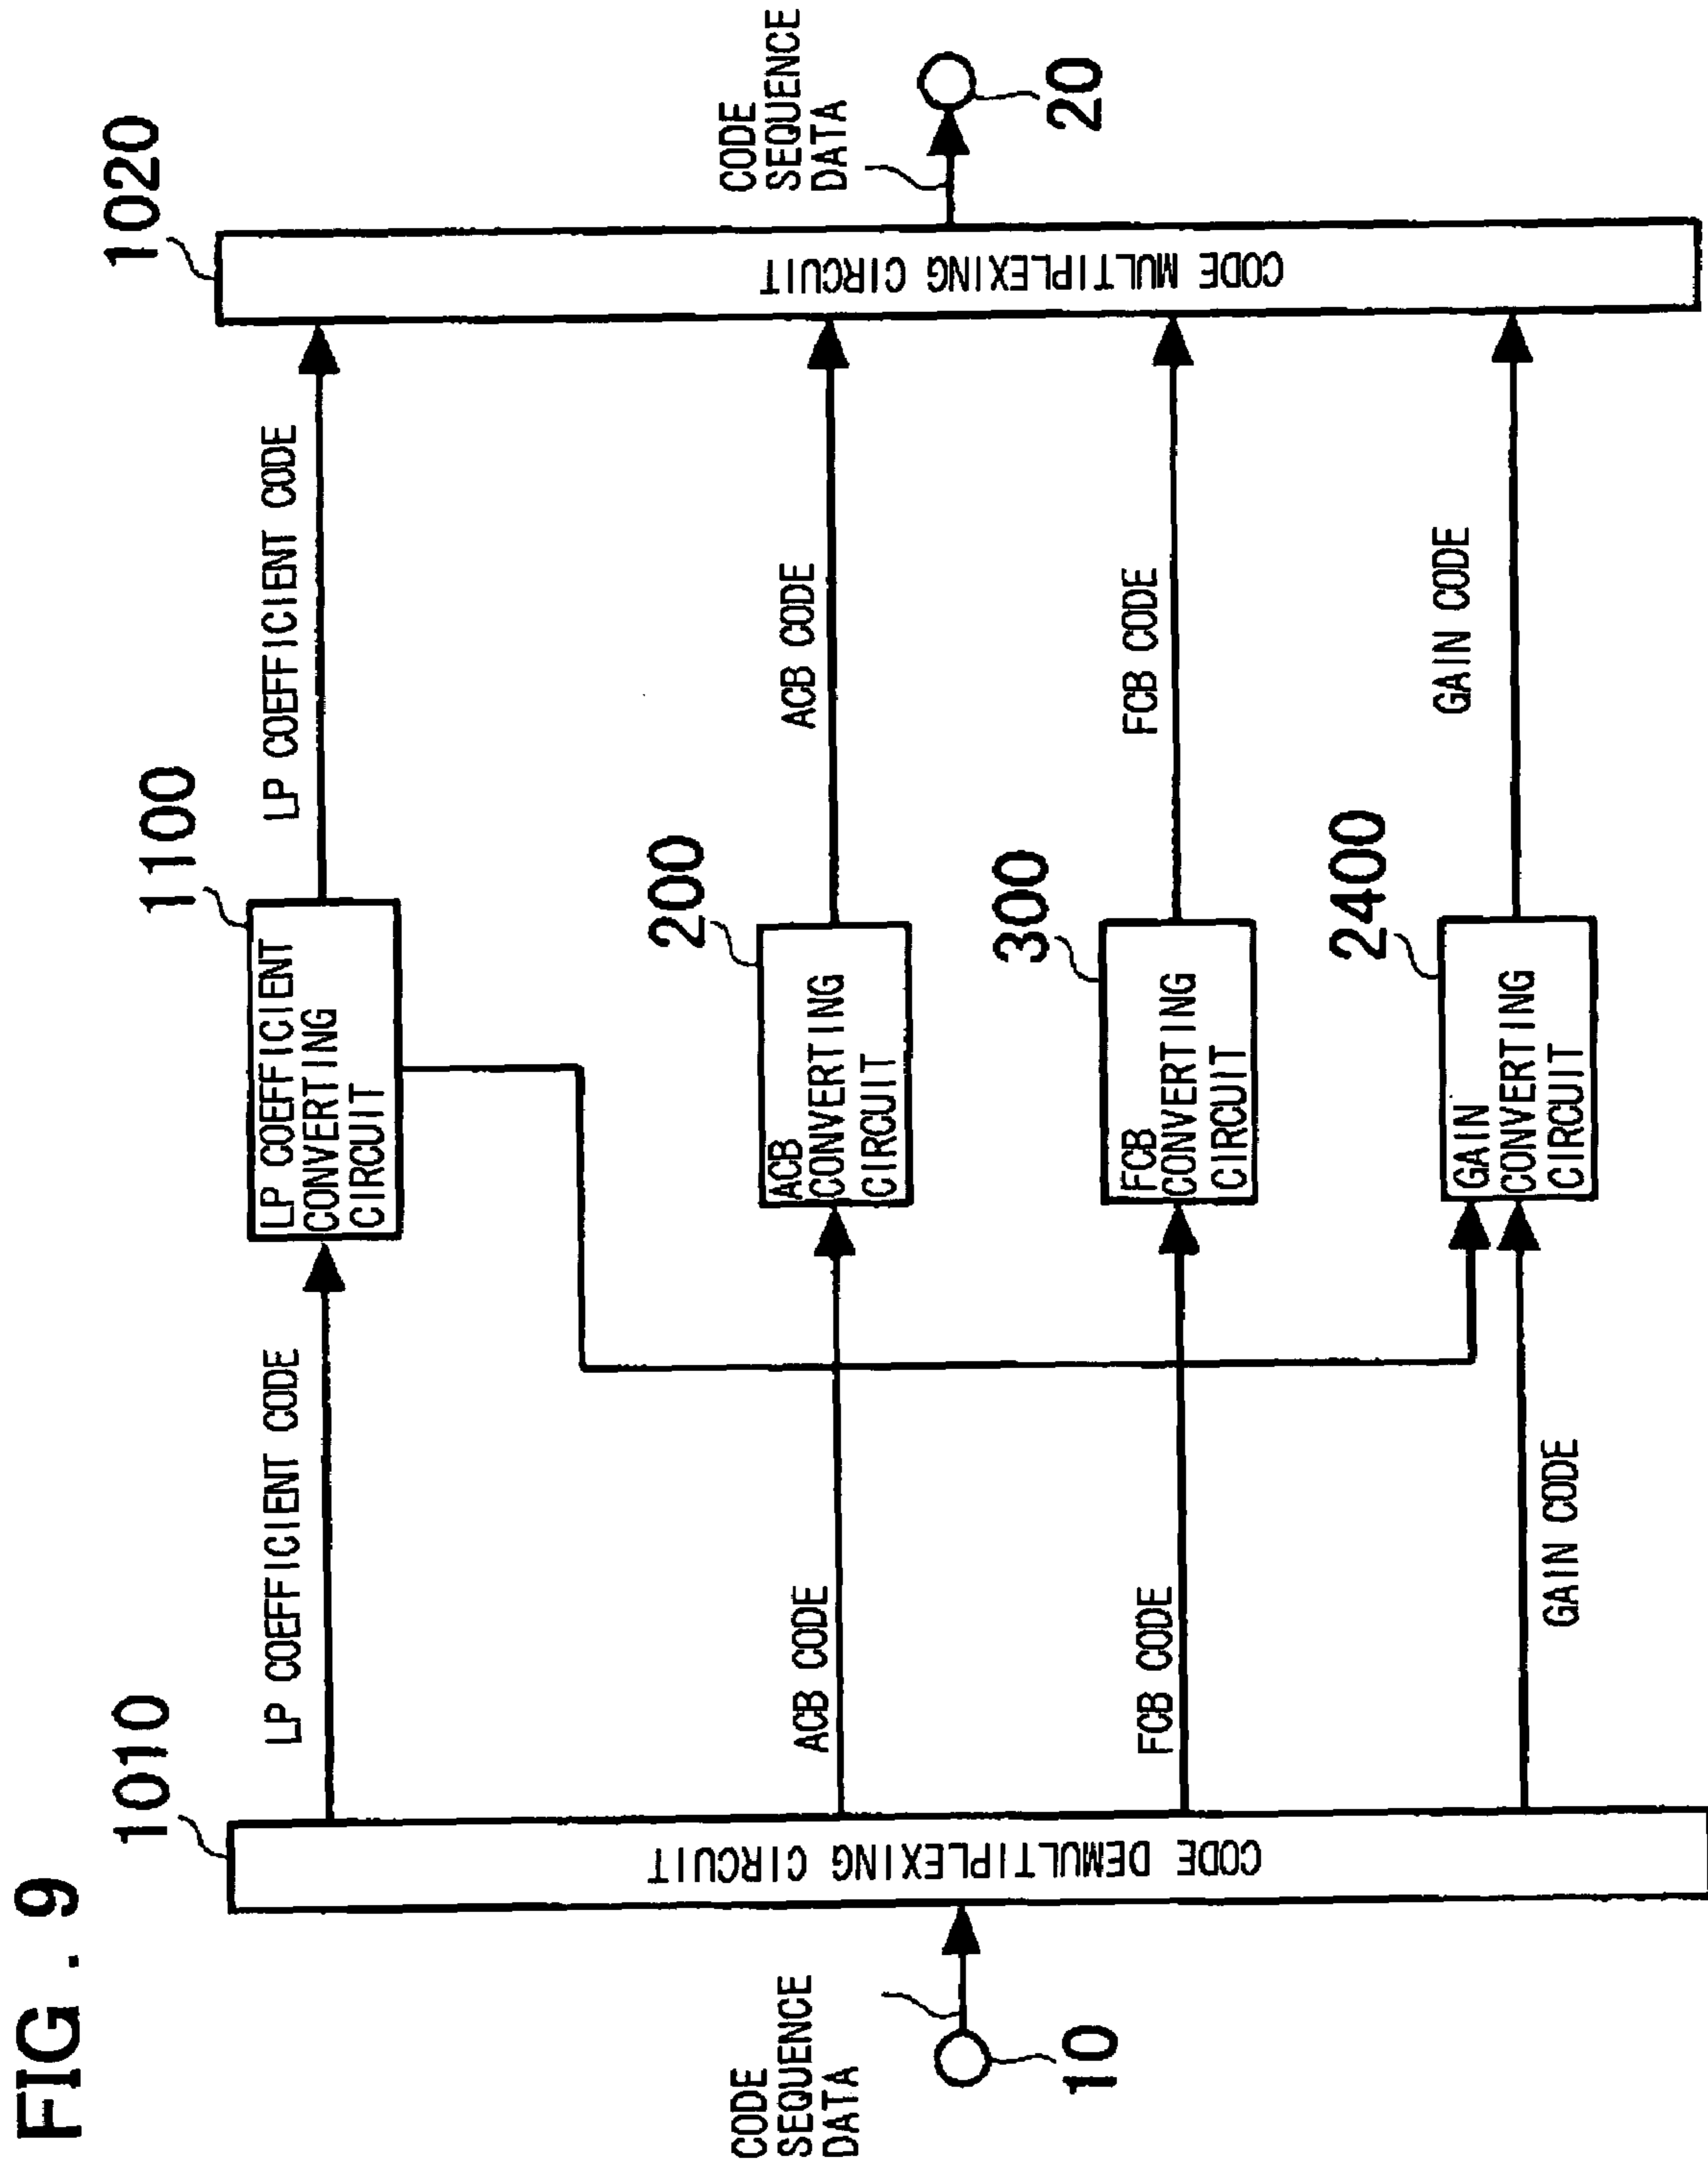 FIG. 9
CODE
SEQUENCE
DATA
10
1010
CODE DEMULTIPLEXING CIRCUIT
LP COEFFICIENT CODE
ACB CODE
FCB CODE
GAIN CODE
1100
LP COEFFICIENT
CONVERTING
CIRCUIT
200
ACB
CONVERTING
CIRCUIT
300
FCB
CONVERTING
CIRCUIT
2400
GAIN
CONVERTING
CIRCUIT
LP COEFFICIENT CODE
ACB CODE
FCB CODE
GAIN CODE
1020
CODE MULTIPLEXING CIRCUIT
CODE
SEQUENCE
DATA
20